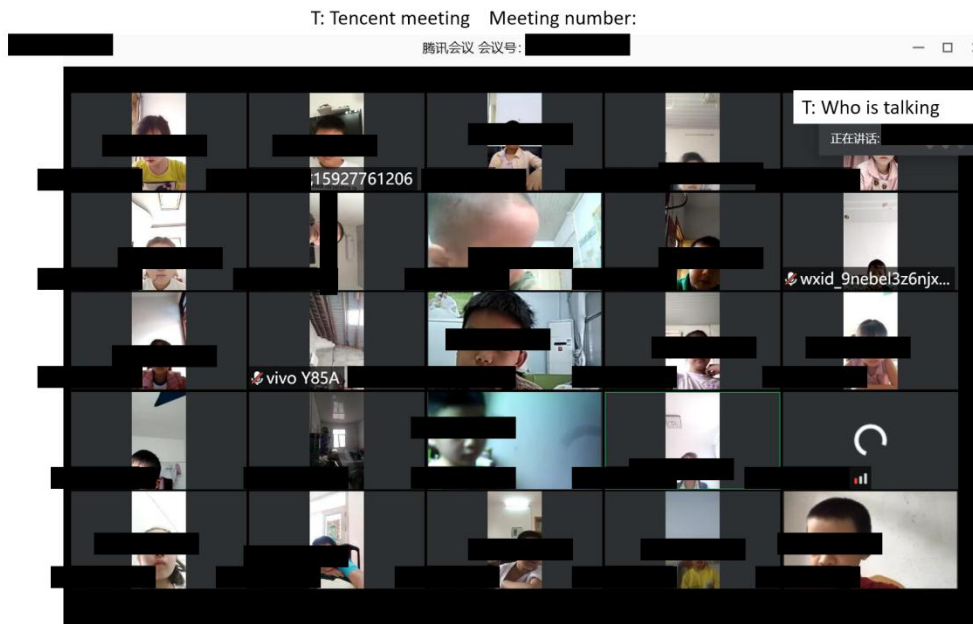 T: Tencent meeting Meeting number:
腾讯会议 会议号:
T: Who is talking
正在讲话:
15927761206
wxid_9nebel3z6njx...
vivo Y85A